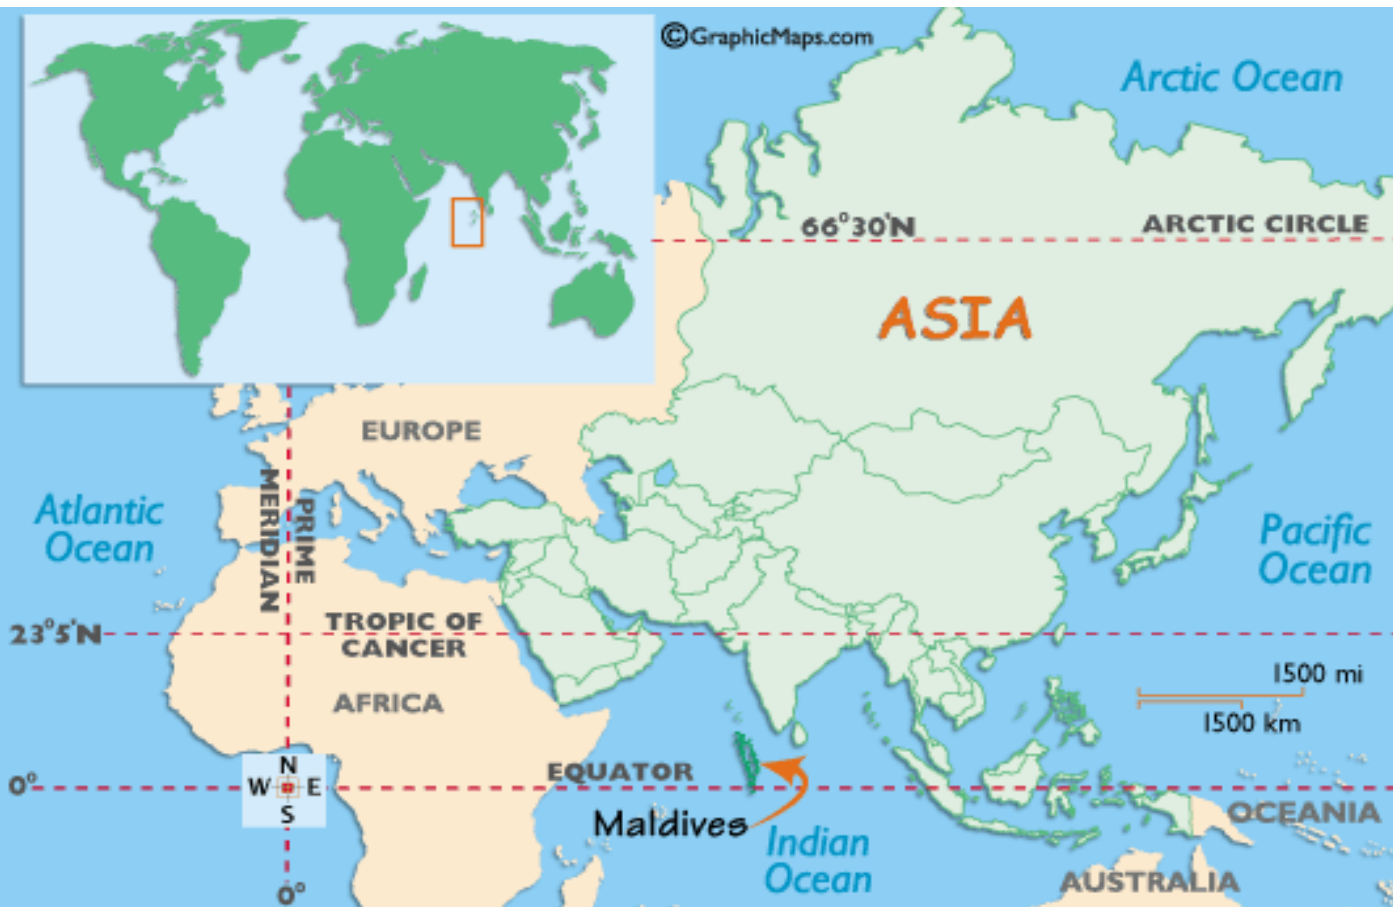 ©GraphicMaps.com
Arctic Ocean
66°30'N
ARCTIC CIRCLE
ASIA
EUROPE
Atlantic
Ocean
PRIME
MERIDIAN
Pacific
Ocean
23°5'N
TROPIC OF
CANCER
AFRICA
1500 mi
1500 km
N
W E
S
0°
EQUATOR
Maldives
Indian
Ocean
OCEANIA
AUSTRALIA
0°